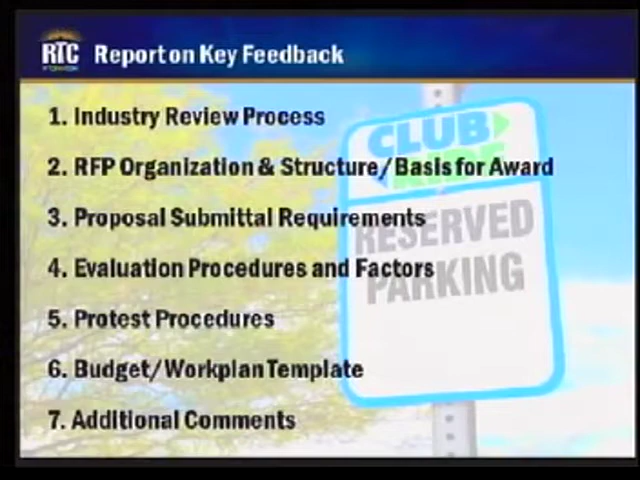 RTC
Report on Key Feedback
1. Industry Review Process
2. RFP Organization & Structure/Basis for Award
3. Proposal Submittal Requirements
4. Evaluation Procedures and Factors
5. Protest Procedures
6. Budget/Workplan Template
7. Additional Comments
CLUB
RIDE
RESERVED
PARKING